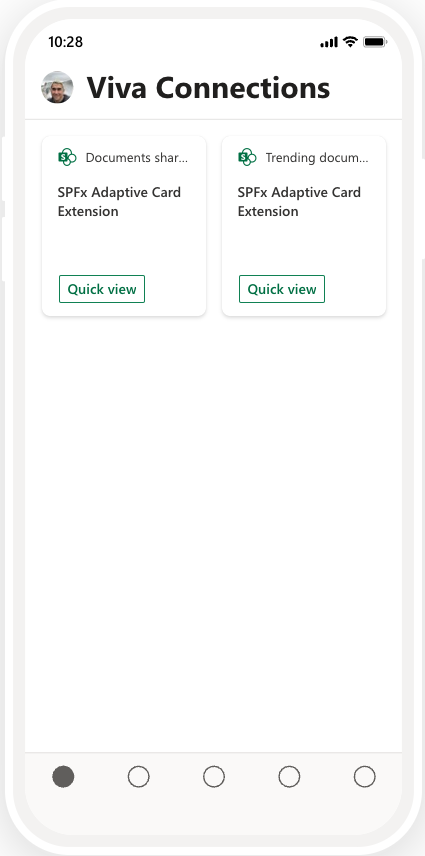 10:28
Viva Connections
Documents shar...
SPFx Adaptive Card
Extension
Quick view
Trending docum...
SPFx Adaptive Card
Extension
Quick view